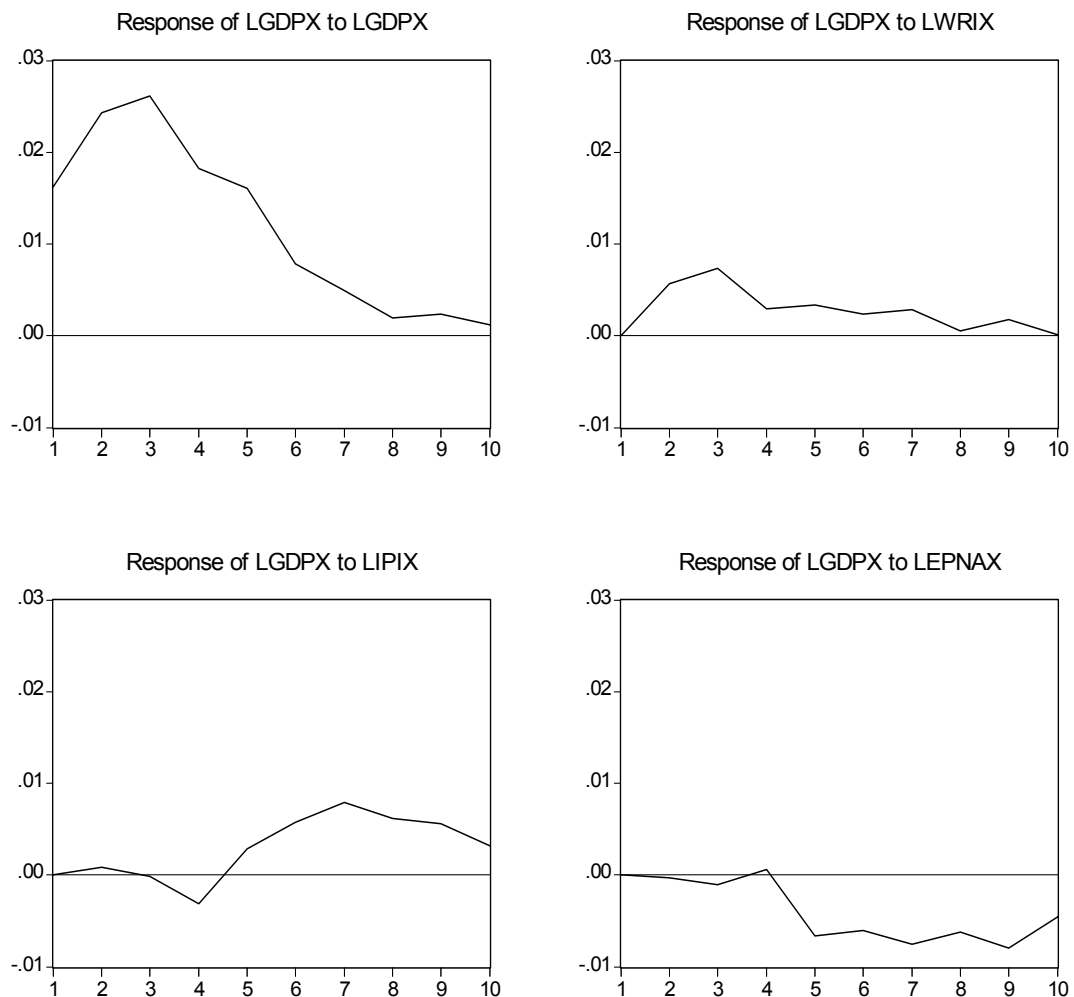 Response of LGDPX to LGDPX
.03
.02
.01
.00
-.01
1 2 3 4 5 6 7 8 9 10
Response of LGDPX to LWRIX
.03
.02
.01
.00
-.01
1 2 3 4 5 6 7 8 9 10
Response of LGDPX to LIPIX
.03
.02
.01
.00
-.01
1 2 3 4 5 6 7 8 9 10
Response of LGDPX to LEPNAX
.03
.02
.01
.00
-.01
1 2 3 4 5 6 7 8 9 10